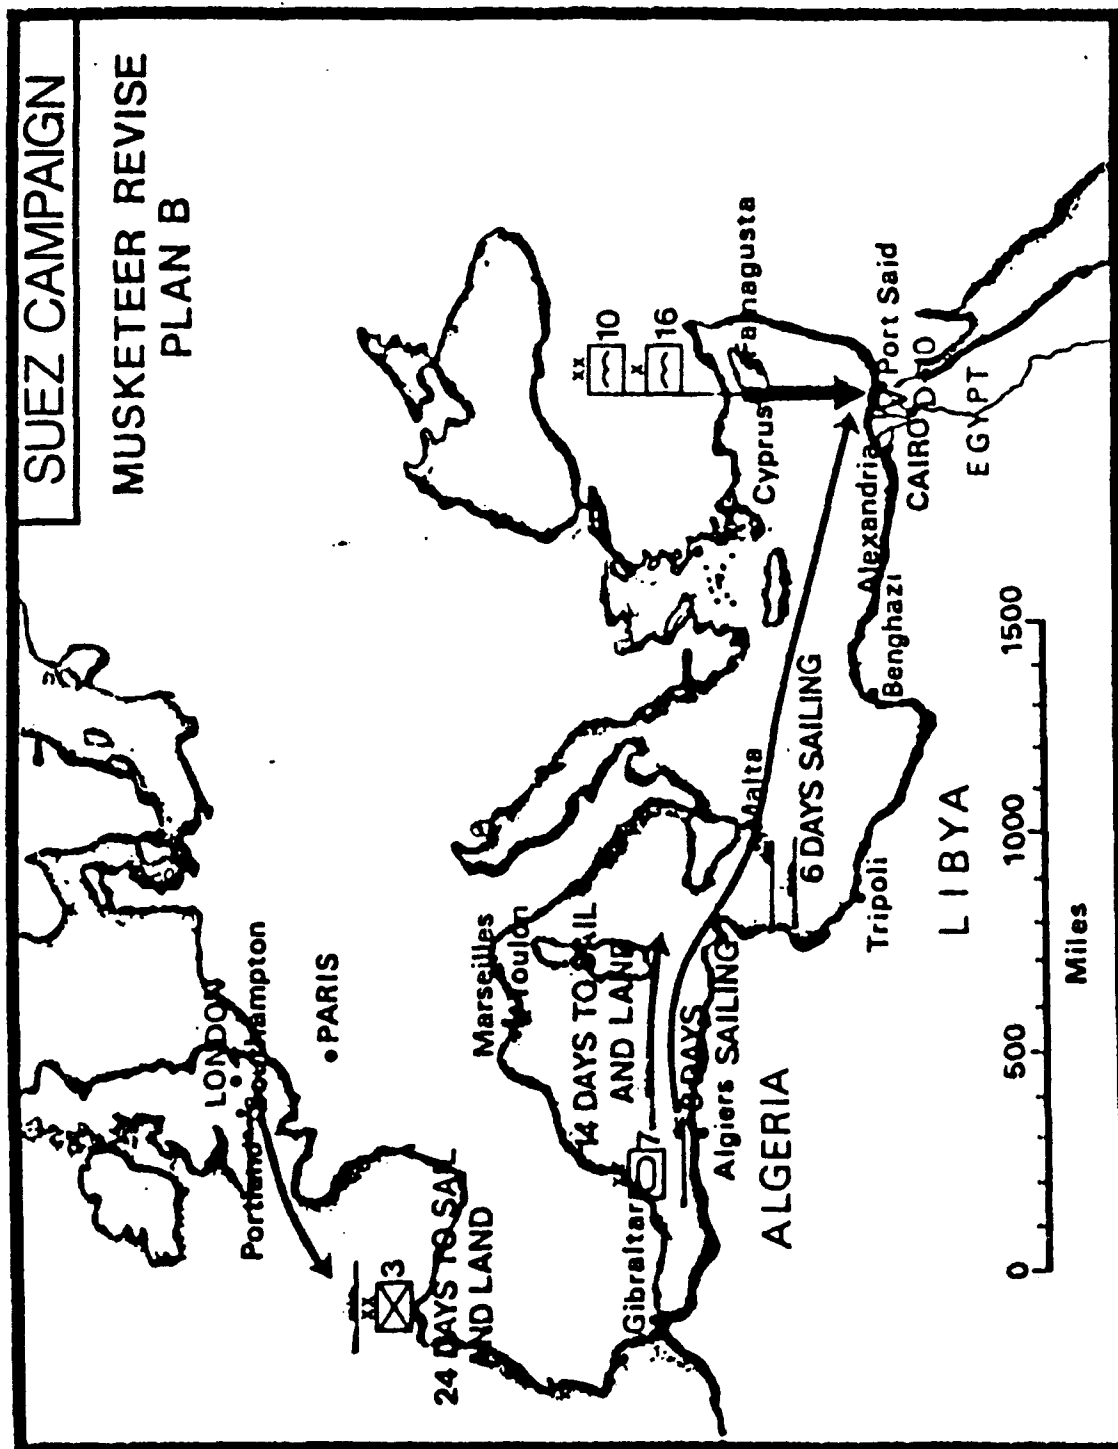 SUEZ CAMPAIGN
MUSKETEER REVISE
PLAN B
LONDON
Southampton
Portland
PARIS
xx
3
24 DAYS TO SAIL
AND LAND
Marseilles
Toulon
14 DAYS TO SAIL
AND LAND
7
Gibraltar
8 DAYS
SAILING
Algiers
ALGERIA
Malta
6 DAYS SAILING
Tripoli
LIBYA
Benghazi
xx
10
x
16
Famagusta
Cyprus
Port Said
Alexandria
CAIRO D+10
EGYPT
0 500 1000 1500
Miles